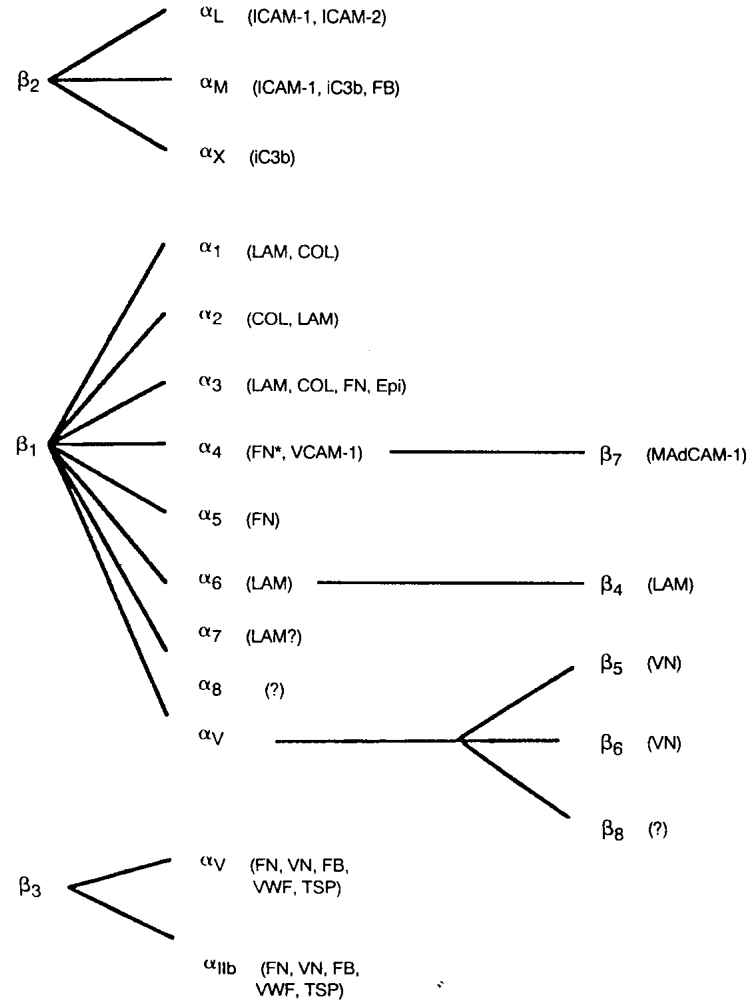 αL (ICAM-1, ICAM-2)
β2 αM (ICAM-1, iC3b, FB)
αX (iC3b)
α1 (LAM, COL)
α2 (COL, LAM)
α3 (LAM, COL, FN, Epi)
β1 α4 (FN*, VCAM-1) β7 (MAdCAM-1)
α5 (FN)
α6 (LAM) β4 (LAM)
α7 (LAM?)
β5 (VN)
α8 (?)
αV β6 (VN)
β8 (?)
β3 αV (FN, VN, FB,
VWF, TSP)
αIIb (FN, VN, FB,
VWF, TSP)